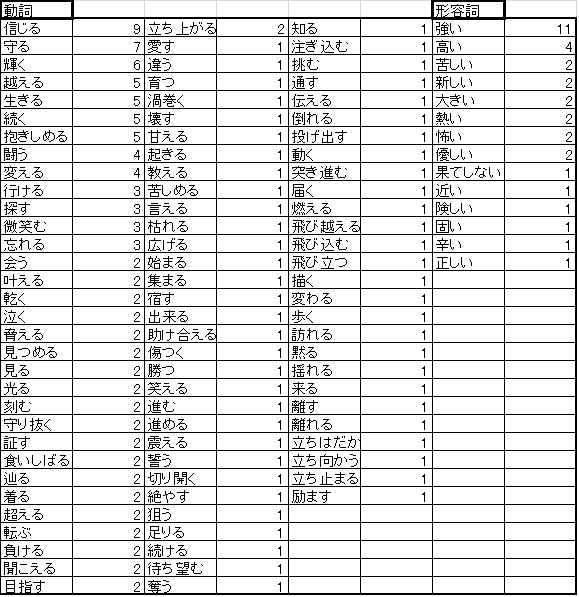 動詞 形容詞
信じる 9 立ち上がる 2 知る 1 強い 11
守る 7 愛す 1 注ぎ込む 1 高い 4
輝く 6 違う 1 挑む 1 苦しい 2
越える 5 育つ 1 通す 1 新しい 2
生きる 5 渦巻く 1 伝える 1 大きい 2
続く 5 壊す 1 倒れる 1 熱い 2
抱きしめる 5 甘える 1 投げ出す 1 怖い 2
闘う 4 起きる 1 動く 1 優しい 2
変える 4 教える 1 突き進む 1 果てしない 1
行ける 3 苦しめる 1 届く 1 近い 1
探す 3 言える 1 燃える 1 険しい 1
微笑む 3 枯れる 1 飛び越える 1 固い 1
忘れる 3 広げる 1 飛び込む 1 辛い 1
会う 2 始まる 1 飛び立つ 1 正しい 1
叶える 2 集まる 1 描く 1
乾く 2 宿す 1 変わる 1
泣く 2 出来る 1 歩く 1
脅える 2 助け合える 1 訪れる 1
見つめる 2 傷つく 1 黙る 1
見る 2 勝つ 1 揺れる 1
光る 2 笑える 1 来る 1
刻む 2 進む 1 離す 1
守り抜く 2 進める 1 離れる 1
証す 2 震える 1 立ちはだか 1
食いしばる 2 誓う 1 立ち向かう 1
辿る 2 切り開く 1 立ち止まる 1
着る 2 絶やす 1 励ます 1
超える 2 狙う 1
転ぶ 2 足りる 1
負ける 2 続ける 1
聞こえる 2 待ち望む 1
目指す 2 奪う 1